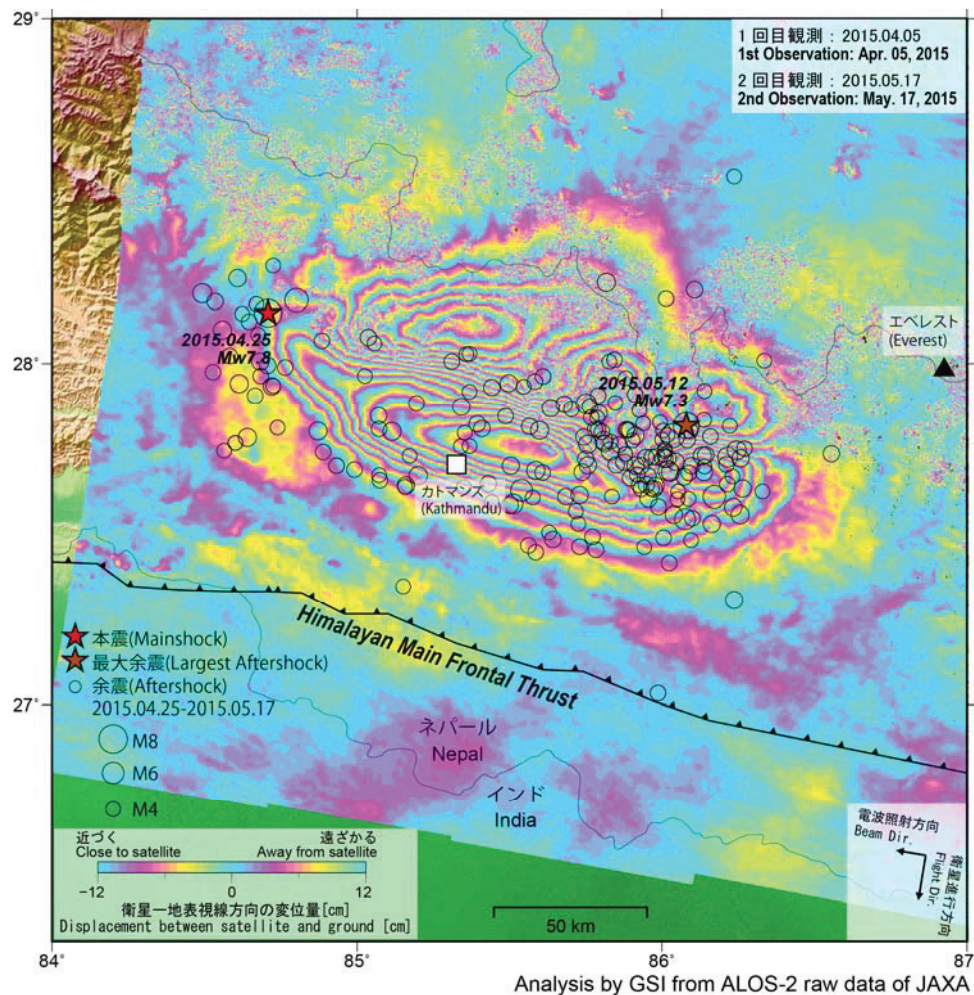 29°
1 回目観測 : 2015.04.05
1st Observation: Apr. 05, 2015
2 回目観測 : 2015.05.17
2nd Observation: May. 17, 2015
エベレスト
(Everest)
2015.04.25
Mw7.8
28°
2015.05.12
Mw7.3
カトマンズ
(Kathmandu)
Himalayan Main Frontal Thrust
本震(Mainshock)
最大余震(Largest Aftershock)
余震(Aftershock)
2015.04.25-2015.05.17
27°
M8
M6
M4
ネパール
Nepal
インド
India
近づく 遠ざかる
Close to satellite Away from satellite
-12 0 12
衛星―地表視線方向の変位量[cm]
Displacement between satellite and ground [cm]
50 km
電波照射方向
Beam Dir.
衛星進行方向
Flight Dir.
84° 85° 86° 87
Analysis by GSI from ALOS-2 raw data of JAXA